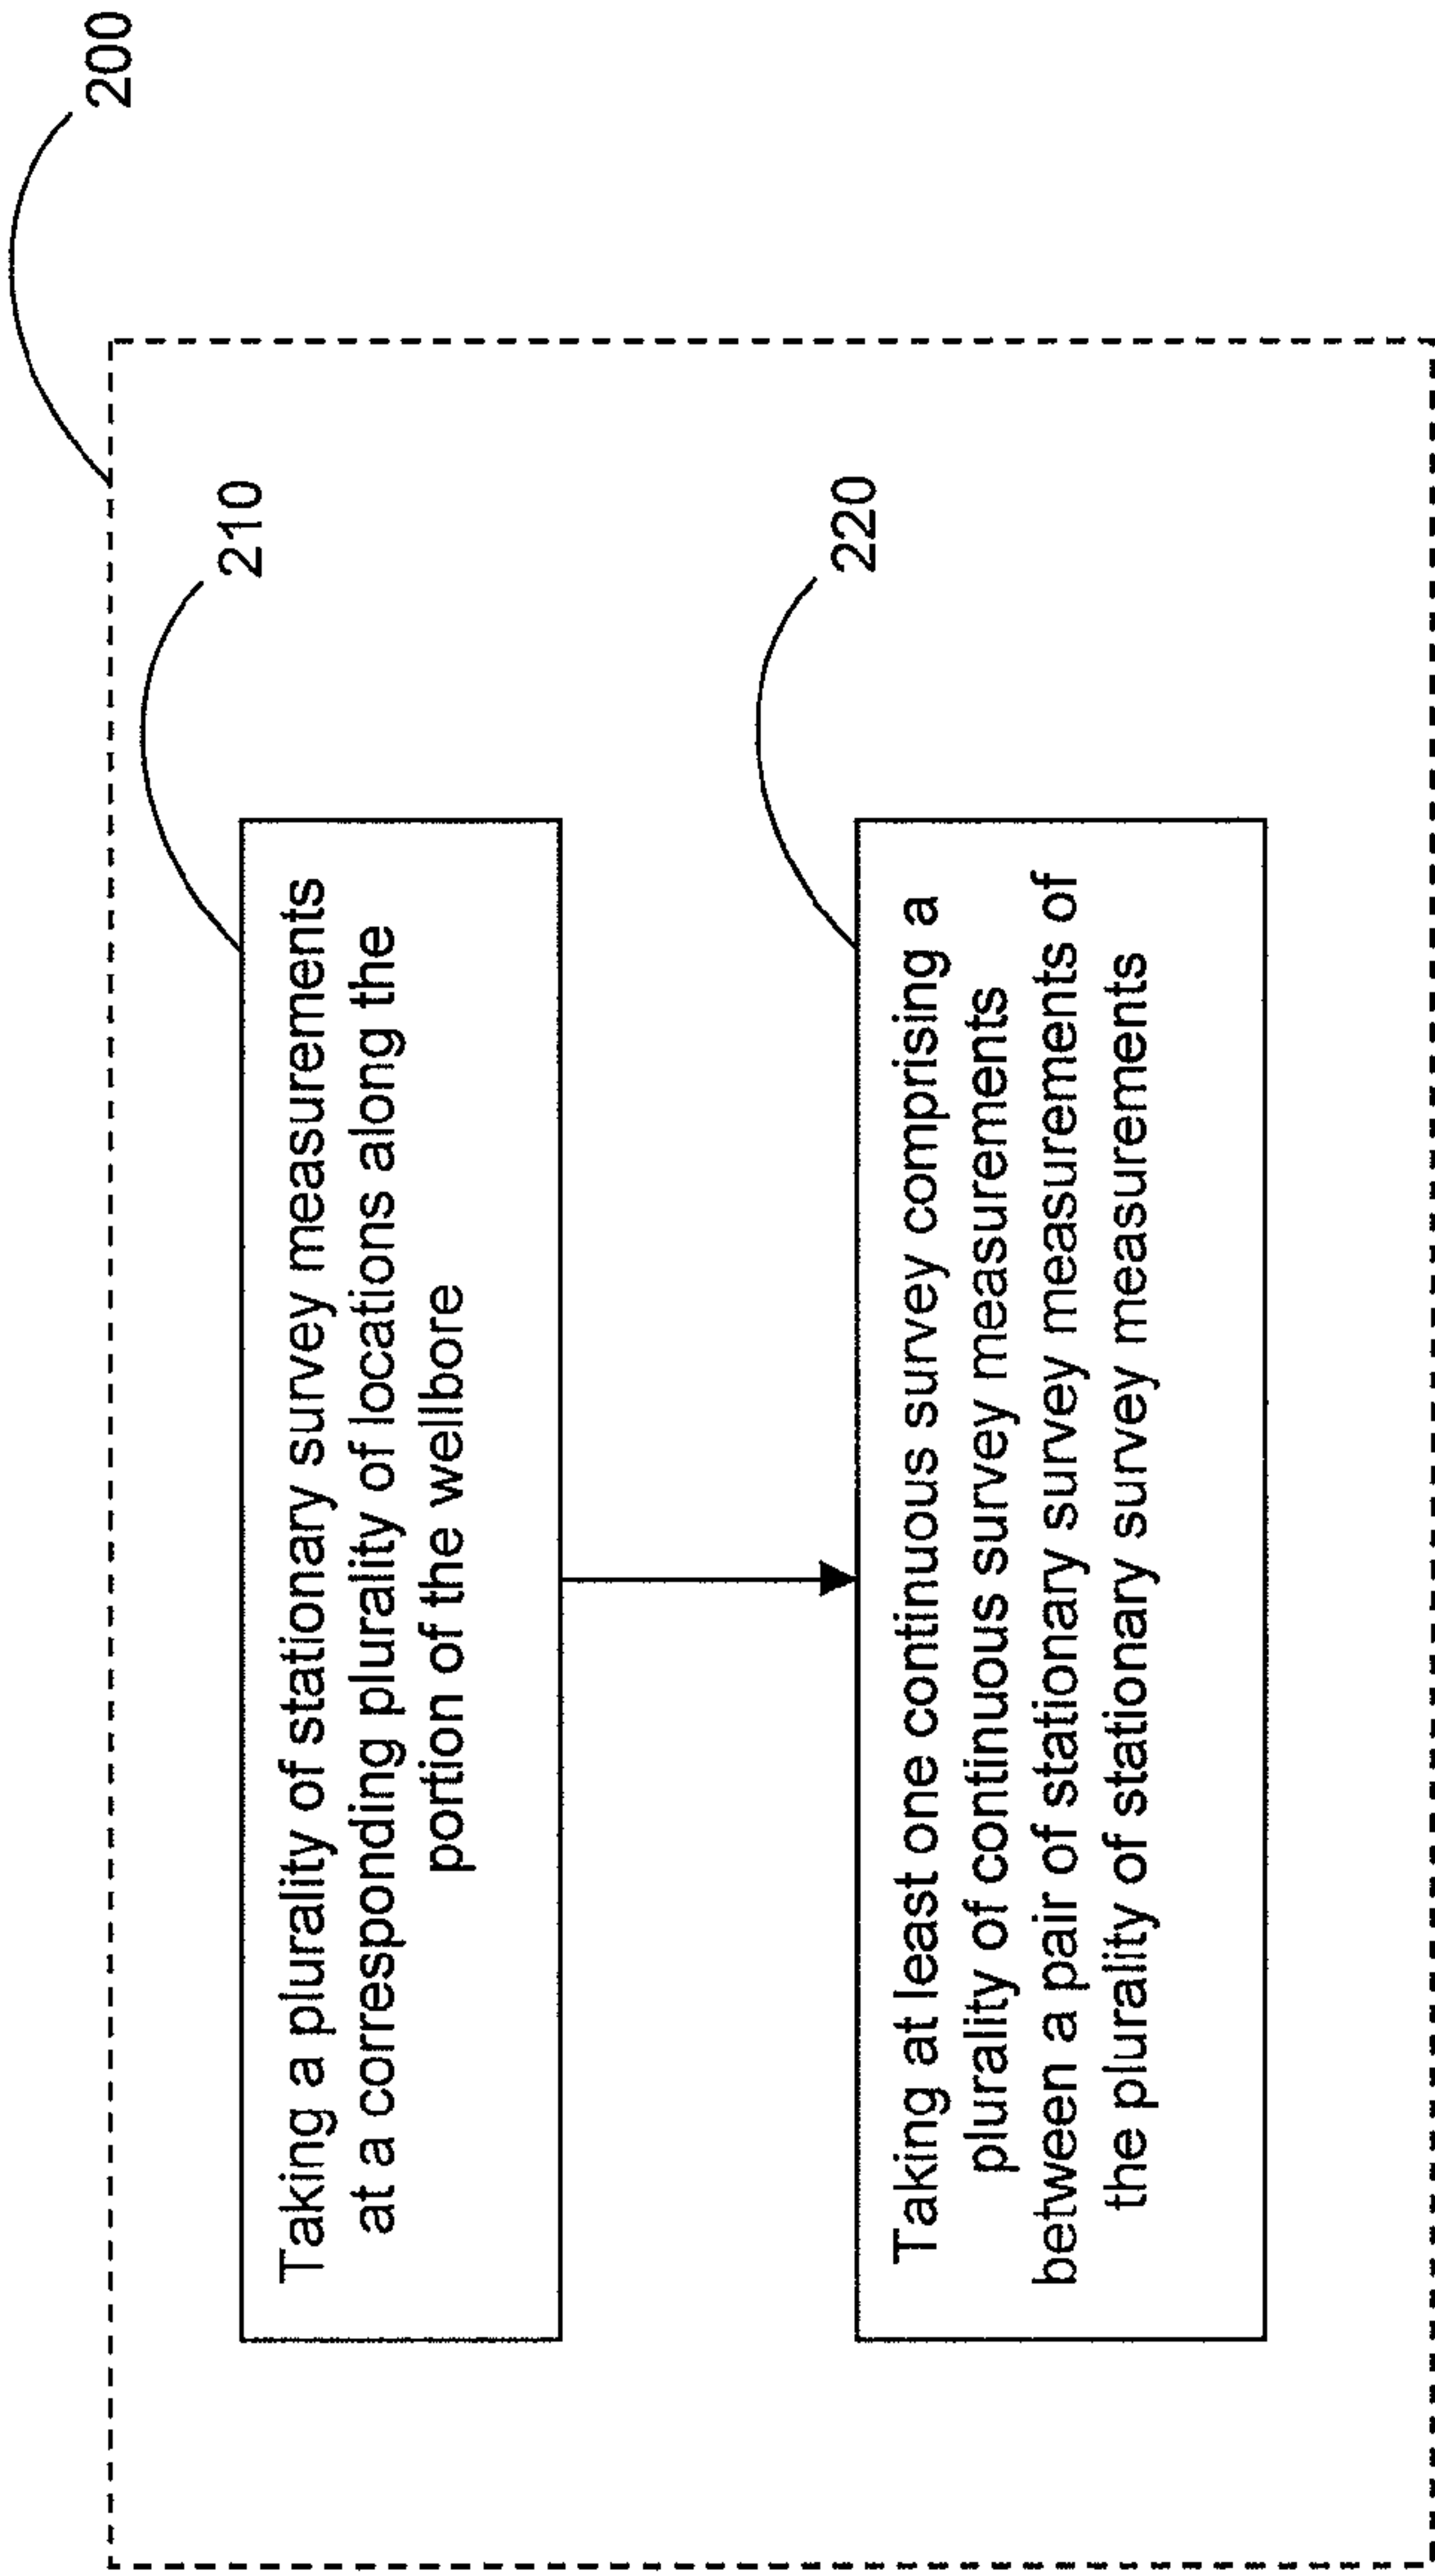 200
210
Taking a plurality of stationary survey measurements
at a corresponding plurality of locations along the
portion of the wellbore
220
Taking at least one continuous survey comprising a
plurality of continuous survey measurements
between a pair of stationary survey measurements of
the plurality of stationary survey measurements